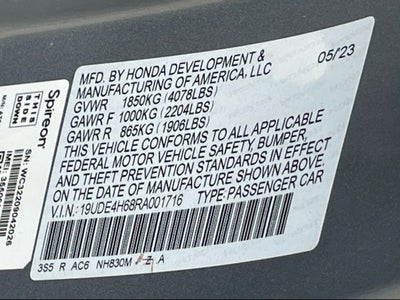 MFD. BY HONDA DEVELOPMENT & 05/23
MANUFACTURING OF AMERICA, LLC
GVWR 1850KG (4078LBS)
GAWR F 1000KG (2204LBS)
GAWR R 865KG (1906LBS)
THIS VEHICLE CONFORMS TO ALL APPLICABLE
FEDERAL MOTOR VEHICLE SAFETY, BUMPER,
AND THEFT PREVENTION STANDARDS IN EFFECT
ON THE DATE OF MANUFACTURE SHOWN ABOVE.
V.I.N.: 19UDE4H68RA001716 TYPE: PASSENGER CAR
3S5 R AC6 NH830M Z A
Spireon
THIS
SIDE
DOWN